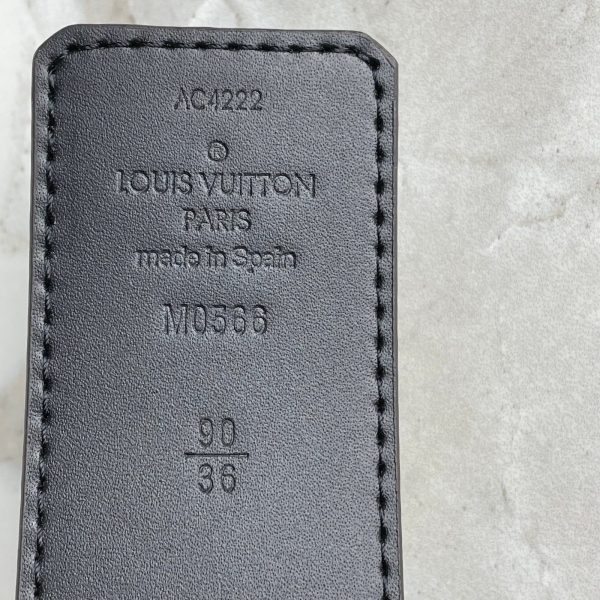 AC4222
®
LOUIS VUITTON
PARIS
made in Spain
M0566
90
36